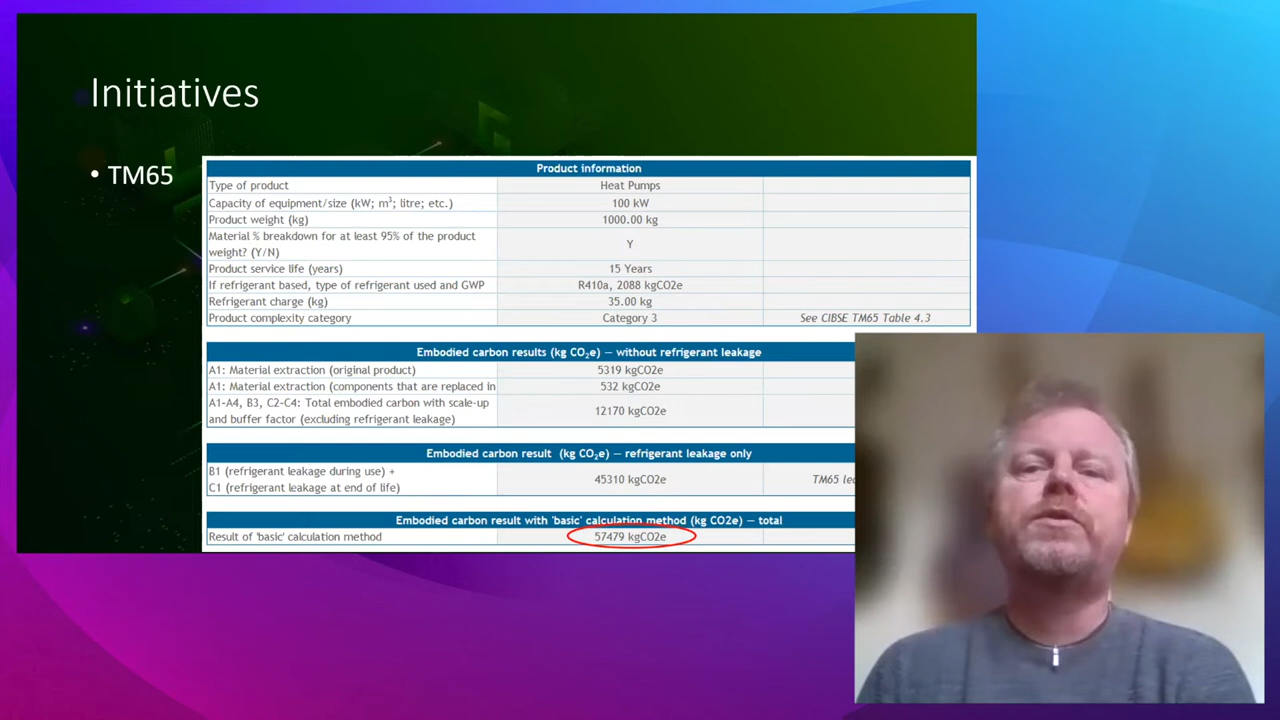 Initiatives
• TM65
Product information
Type of product Heat Pumps
Capacity of equipment/size (kW; m³; litre; etc.) 100 kW
Product weight (kg) 1000.00 kg
Material % breakdown for at least 95% of the product
weight? (Y/N) Y
Product service life (years) 15 Years
If refrigerant based, type of refrigerant used and GWP R410a, 2088 kgCO2e
Refrigerant charge (kg) 35.00 kg
Product complexity category Category 3 See CIBSE TM65 Table 4.3
Embodied carbon results (kg CO₂e) — without refrigerant leakage
A1: Material extraction (original product) 5319 kgCO2e
A1: Material extraction (components that are replaced in 532 kgCO2e
A1-A4, B3, C2-C4: Total embodied carbon with scale-up
and buffer factor (excluding refrigerant leakage) 12170 kgCO2e
Embodied carbon result (kg CO₂e) — refrigerant leakage only
B1 (refrigerant leakage during use) +
C1 (refrigerant leakage at end of life) 45310 kgCO2e TM65
Embodied carbon result with 'basic' calculation method (kg CO2e) — total
Result of 'basic' calculation method 57479 kgCO2e